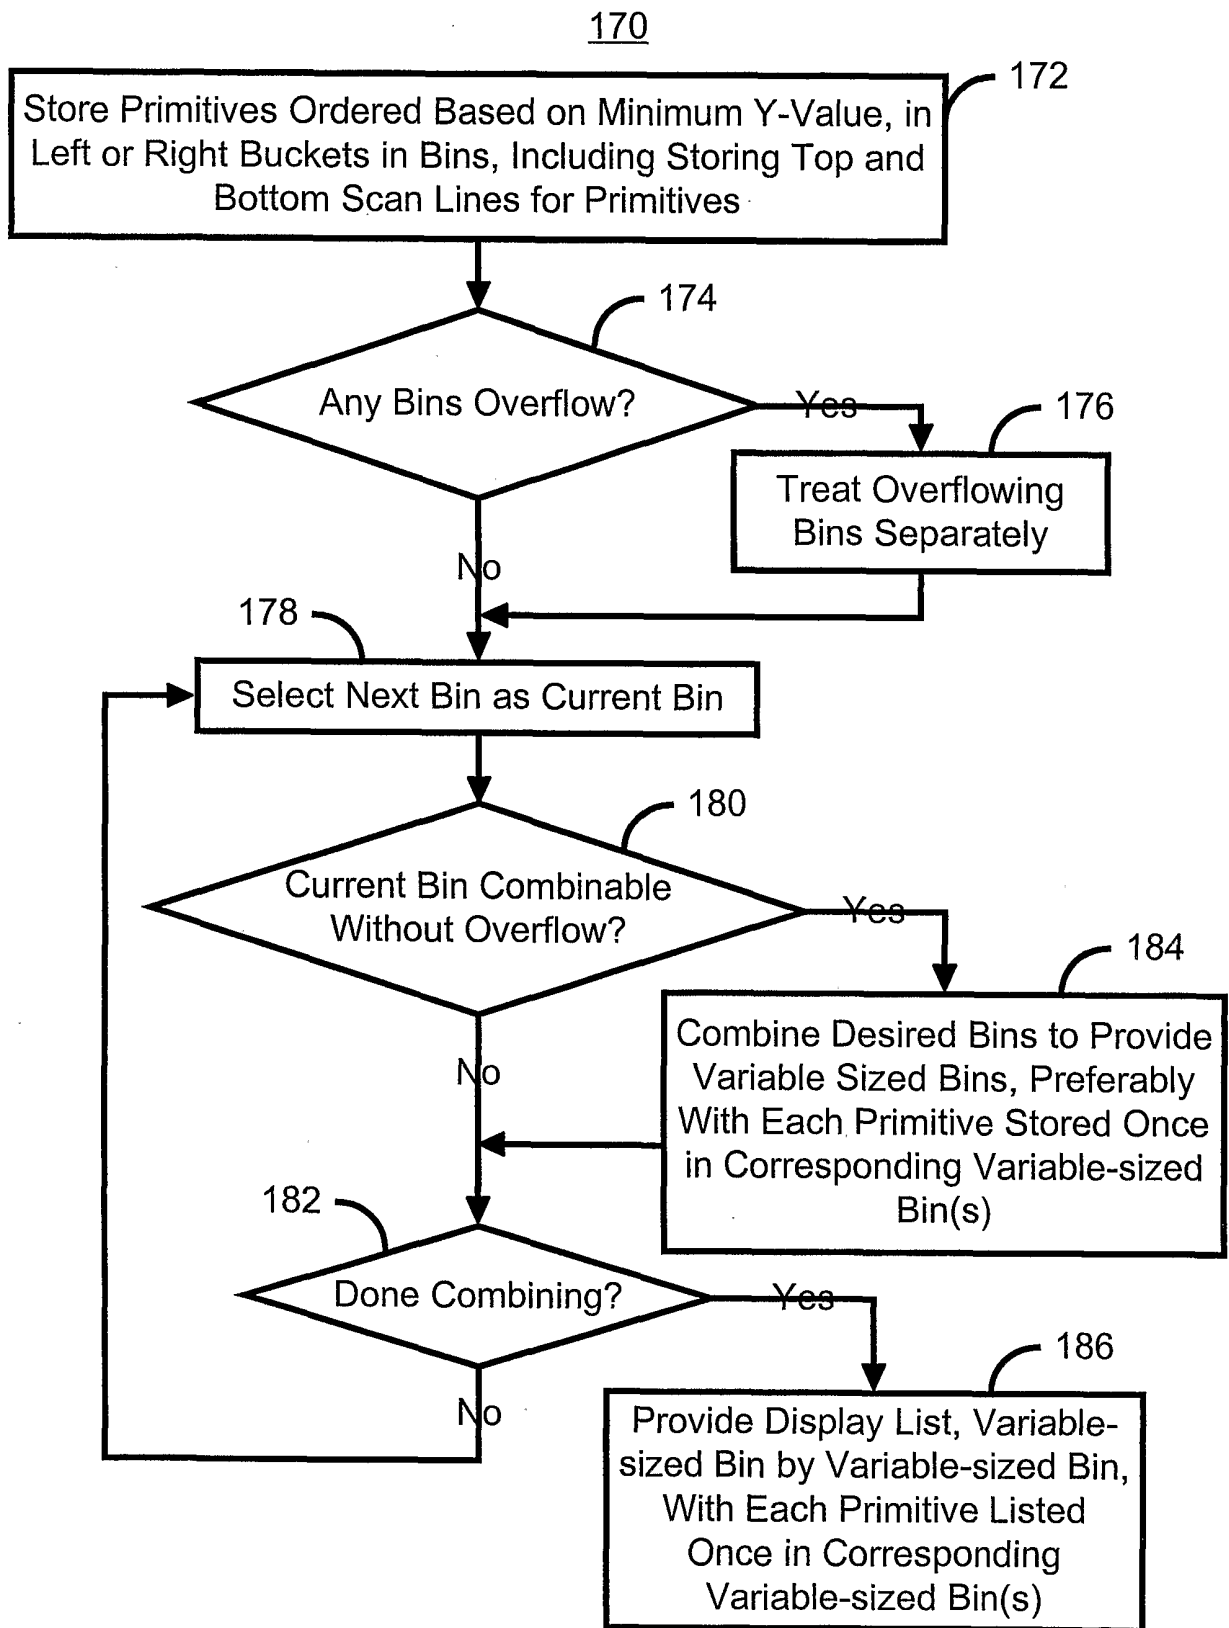 170
172
Store Primitives Ordered Based on Minimum Y-Value, in
Left or Right Buckets in Bins, Including Storing Top and
Bottom Scan Lines for Primitives
174
Any Bins Overflow?
Yes
176
Treat Overflowing
Bins Separately
No
178
Select Next Bin as Current Bin
180
Current Bin Combinable
Without Overflow?
Yes
184
Combine Desired Bins to Provide
Variable Sized Bins, Preferably
With Each Primitive Stored Once
in Corresponding Variable-sized
Bin(s)
No
182
Done Combining?
Yes
186
No
Provide Display List, Variable-
sized Bin by Variable-sized Bin,
With Each Primitive Listed
Once in Corresponding
Variable-sized Bin(s)